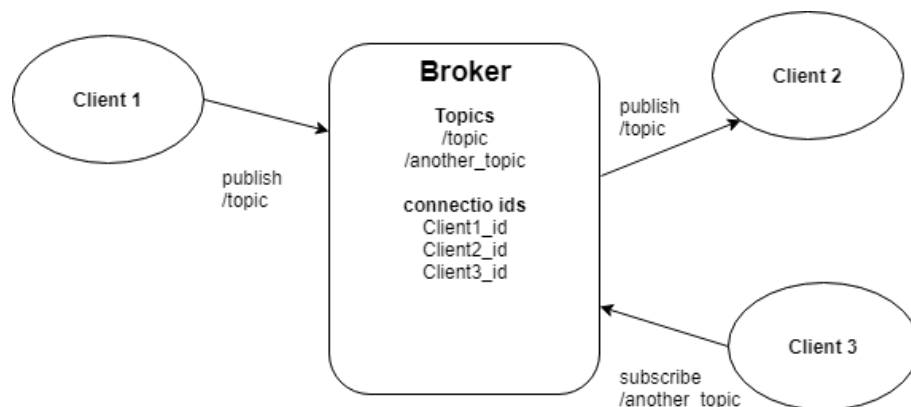 Client 1
publish
/topic
Broker
Topics
/topic
/another_topic
connectio ids
Client1_id
Client2_id
Client3_id
publish
/topic
Client 2
Client 3
subscribe
/another_topic